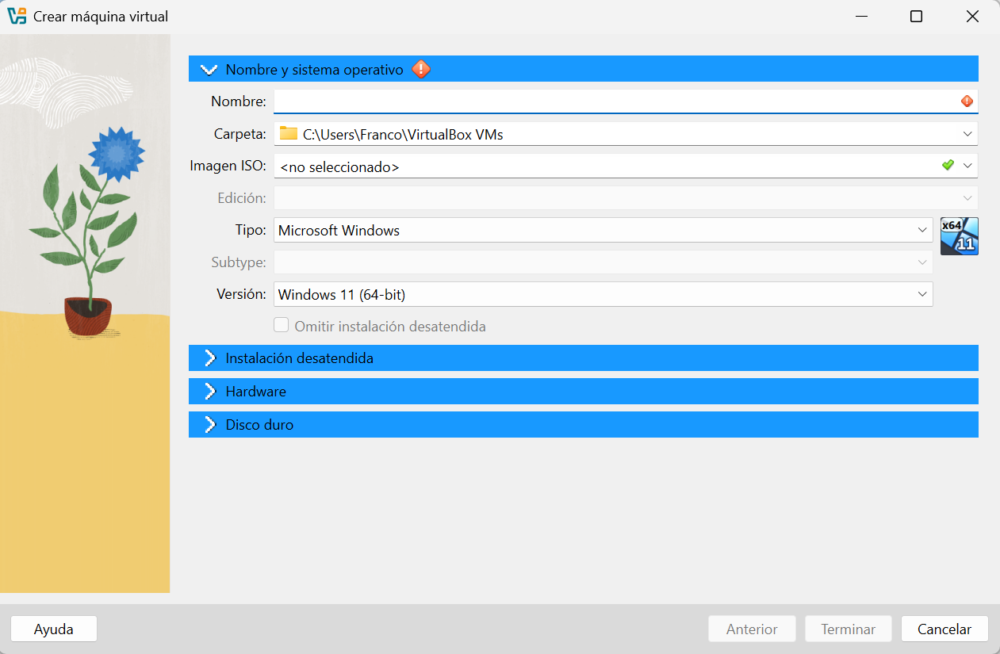 Crear máquina virtual
Nombre y sistema operativo
Nombre:
Carpeta: C:\Users\Franco\VirtualBox VMs
Imagen ISO: <no seleccionado>
Edición:
Tipo: Microsoft Windows
x64
11
Subtype:
Versión: Windows 11 (64-bit)
Omitir instalación desatendida
Instalación desatendida
Hardware
Disco duro
Ayuda Anterior Terminar Cancelar